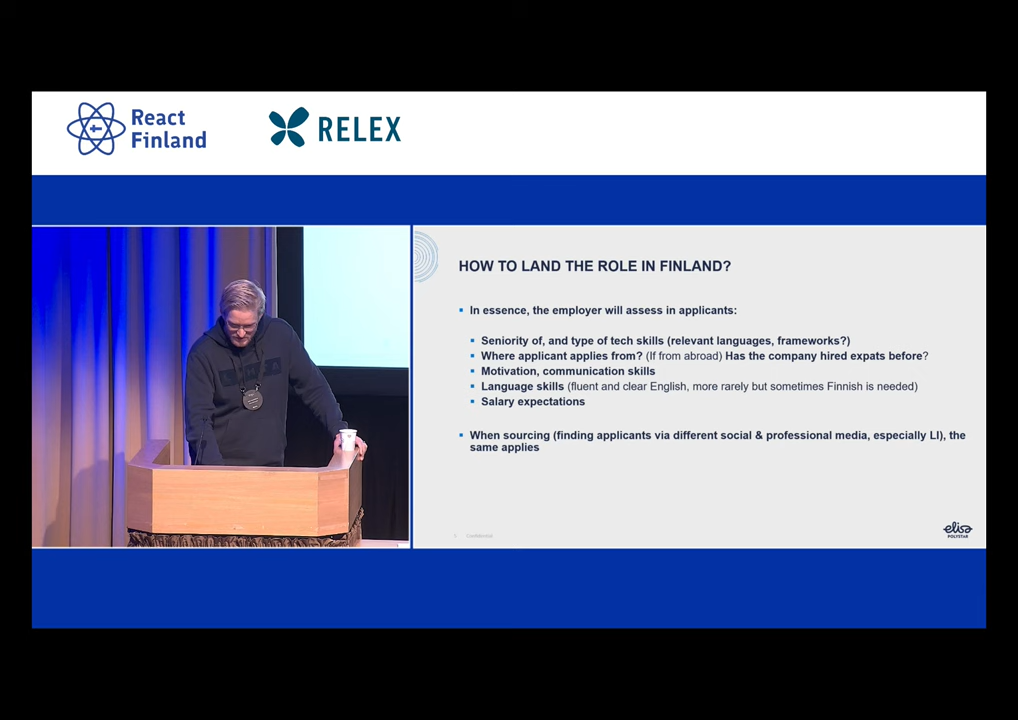 React
Finland
RELEX
HOW TO LAND THE ROLE IN FINLAND?
In essence, the employer will assess in applicants:
Seniority of, and type of tech skills (relevant languages, frameworks?)
Where applicant applies from? (If from abroad) Has the company hired expats before?
Motivation, communication skills
Language skills (fluent and clear English, more rarely but sometimes Finnish is needed)
Salary expectations
When sourcing (finding applicants via different social & professional media, especially LI), the
same applies
Confidential
elisa
POLYSTAR